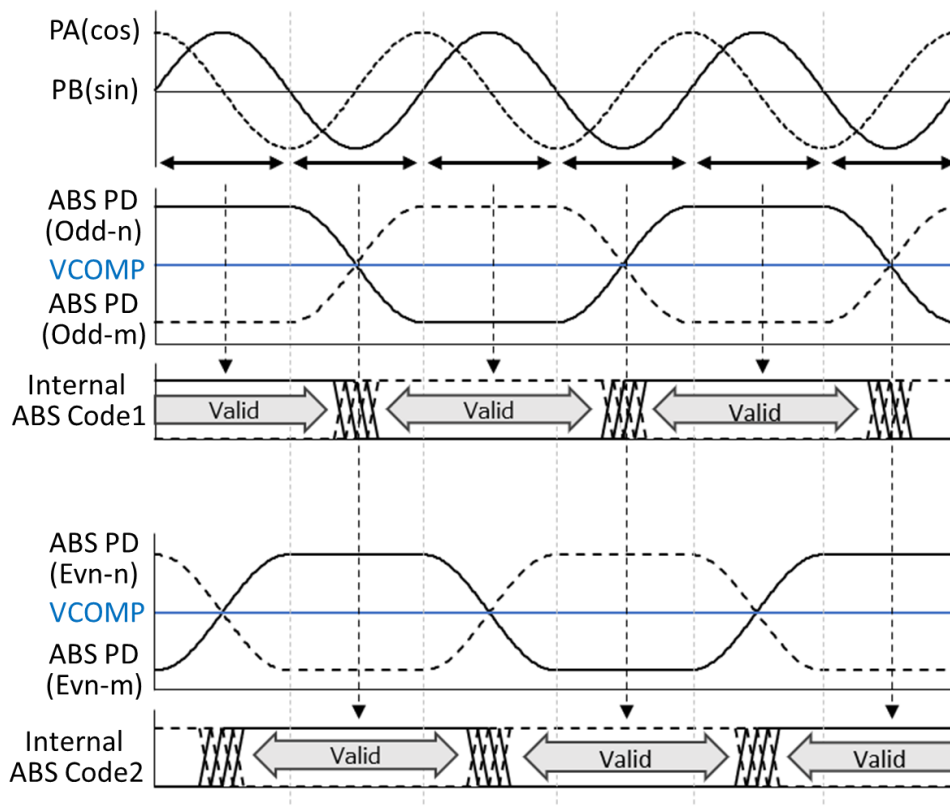 PA(cos)
PB(sin)
ABS PD
(Odd-n)
VCOMP
ABS PD
(Odd-m)
Internal
ABS Code1
Valid
Valid
Valid
ABS PD
(Evn-n)
VCOMP
ABS PD
(Evn-m)
Internal
ABS Code2
Valid
Valid
Valid